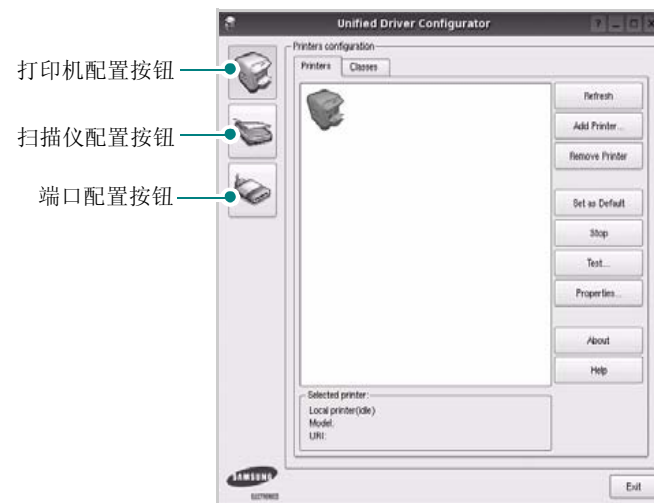 Unified Driver Configurator
打印机配置按钮
扫描仪配置按钮
端口配置按钮
Printers configuration
Printers
Classes
Refresh
Add Printer...
Remove Printer
Set as Default
Stop
Test...
Properties...
About
Help
Selected printer:
Local printer(idle)
Model:
URI:
SAMSUNG
ELECTRONICS
Exit